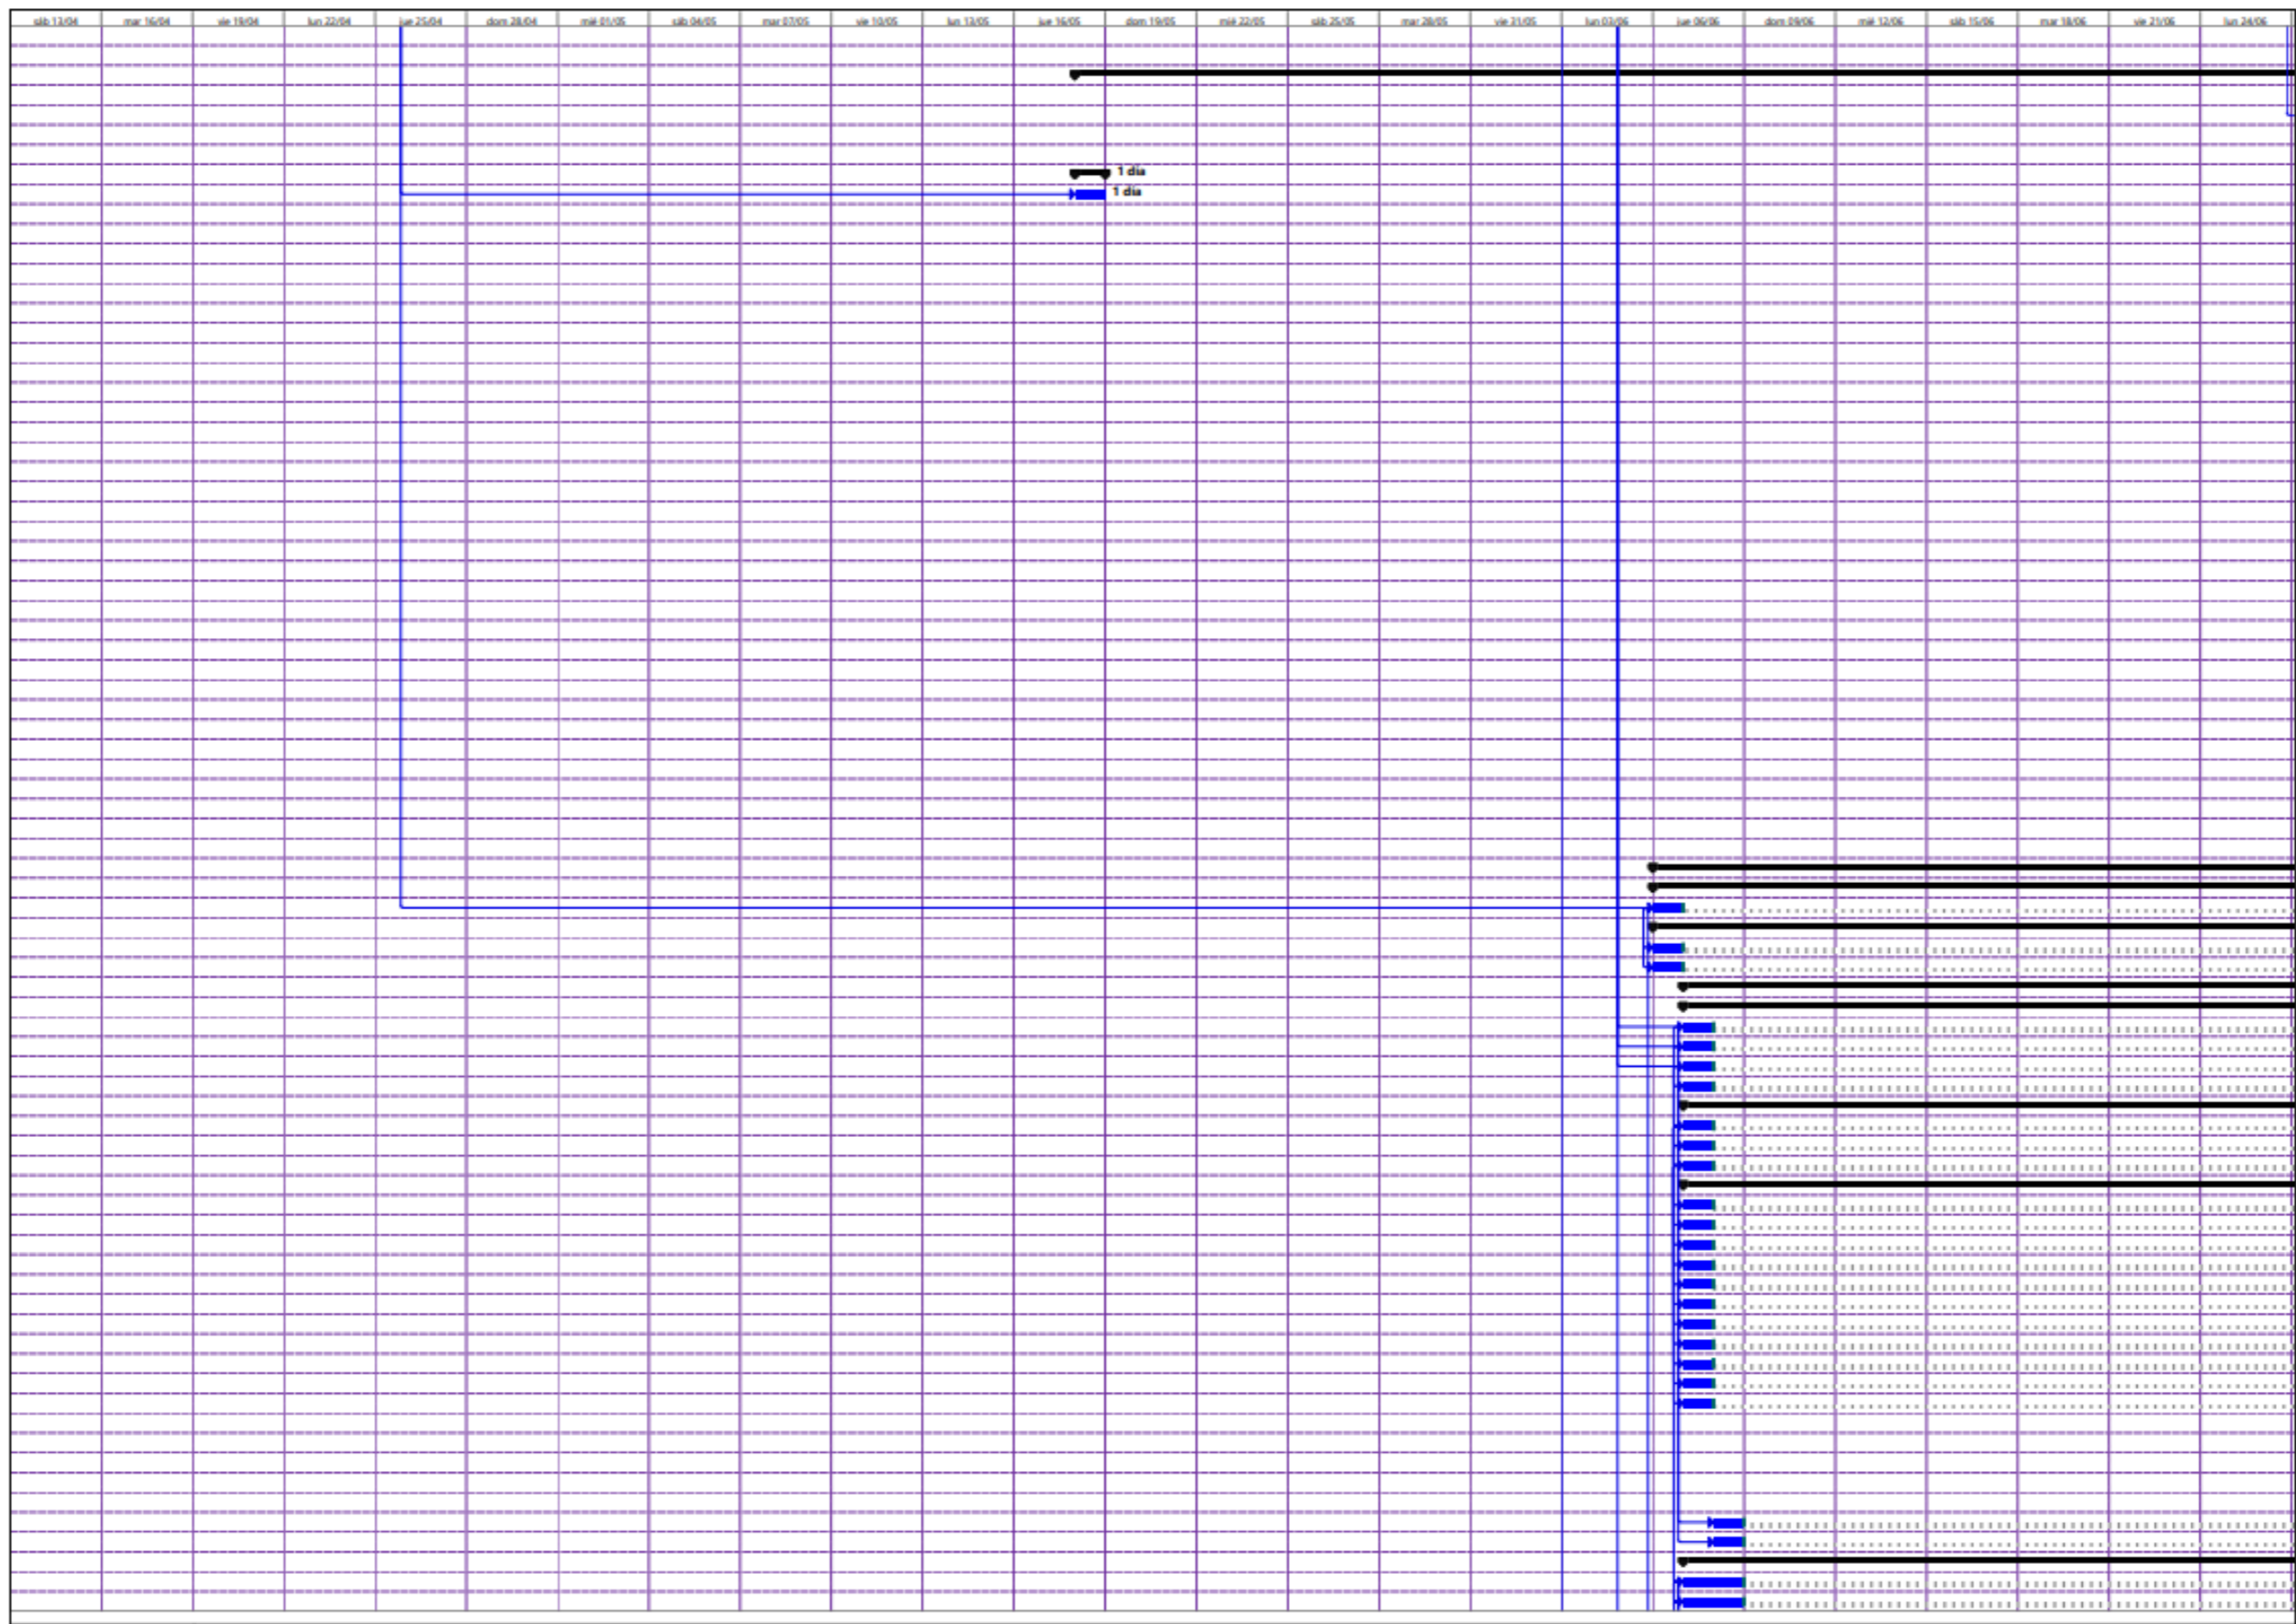 sáb 13/04 mar 16/04 vie 19/04 lun 22/04 jue 25/04 dom 28/04 mié 01/05 sáb 04/05 mar 07/05 vie 10/05 lun 13/05 jue 16/05 dom 19/05 mié 22/05 sáb 25/05 mar 28/05 vie 31/05 lun 03/06 jue 06/06 dom 09/06 mié 12/06 sáb 15/06 mar 18/06 vie 21/06 lun 24/06
1 día
1 día